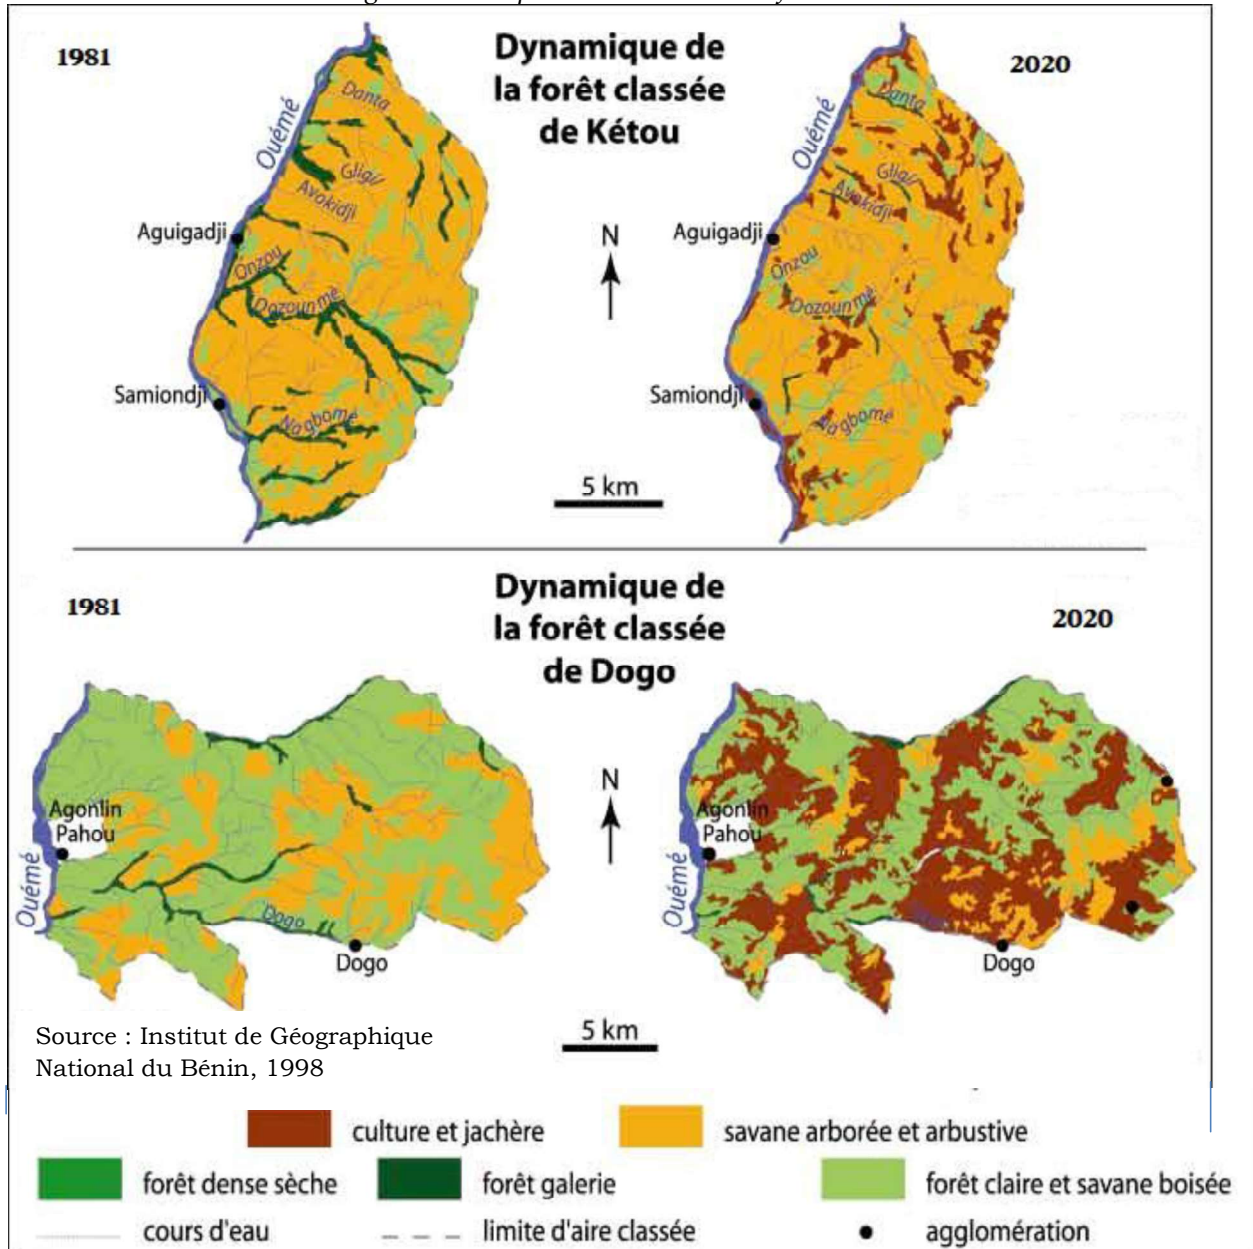 1981
Dynamique de
la forêt classée
de Kétou
2020
Ouémé
Danta
Gligi
Avokidji
Aguigadji
Onzou
Dozounmè
Samiondji
Nagbomè
N
5 km
Ouémé
Danta
Gligi
Avokidji
Aguigadji
Onzou
Dozounmè
Samiondji
Nagbomè
1981
Dynamique de
la forêt classée
de Dogo
2020
Agonlin
Pahou
Ouémé
Dogo
Dogo
N
5 km
Agonlin
Pahou
Ouémé
Dogo
Source : Institut de Géographique
National du Bénin, 1998
culture et jachère
savane arborée et arbustive
forêt dense sèche
forêt galerie
forêt claire et savane boisée
cours d'eau
limite d'aire classée
agglomération